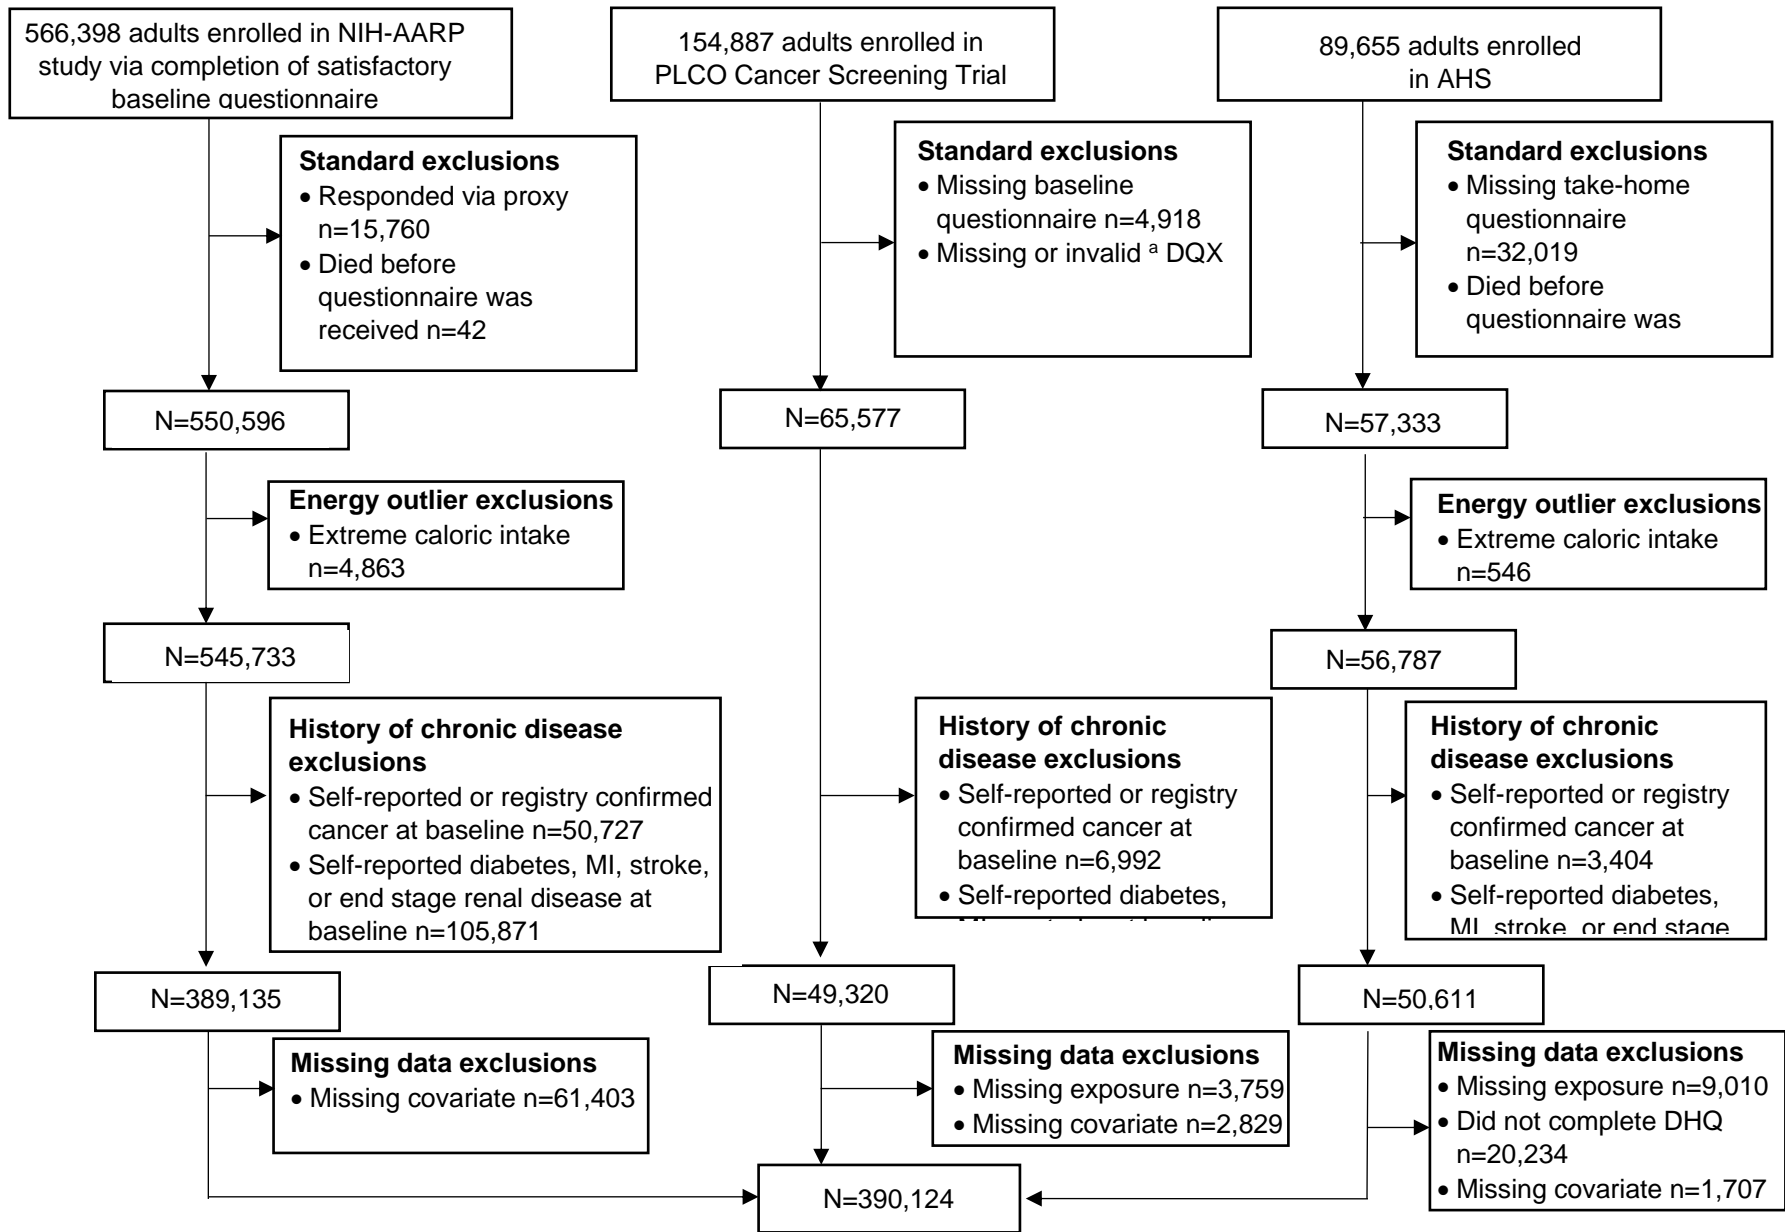 566,398 adults enrolled in NIH-AARP
study via completion of satisfactory
baseline questionnaire
154,887 adults enrolled in
PLCO Cancer Screening Trial
89,655 adults enrolled
in AHS
Standard exclusions
• Responded via proxy
n=15,760
• Died before
questionnaire was
received n=42
Standard exclusions
• Missing baseline
questionnaire n=4,918
• Missing or invalid ᵃ DQX
Standard exclusions
• Missing take-home
questionnaire
n=32,019
• Died before
questionnaire was
N=550,596
N=65,577
N=57,333
Energy outlier exclusions
• Extreme caloric intake
n=4,863
Energy outlier exclusions
• Extreme caloric intake
n=546
N=545,733
N=56,787
History of chronic disease
exclusions
• Self-reported or registry confirmed
cancer at baseline n=50,727
• Self-reported diabetes, MI, stroke,
or end stage renal disease at
baseline n=105,871
History of chronic
disease exclusions
• Self-reported or registry
confirmed cancer at
baseline n=6,992
• Self-reported diabetes,
History of chronic
disease exclusions
• Self-reported or registry
confirmed cancer at
baseline n=3,404
• Self-reported diabetes,
MI, stroke, or end stage
N=389,135
N=49,320
N=50,611
Missing data exclusions
• Missing covariate n=61,403
Missing data exclusions
• Missing exposure n=3,759
• Missing covariate n=2,829
Missing data exclusions
• Missing exposure n=9,010
• Did not complete DHQ
n=20,234
• Missing covariate n=1,707
N=390,124